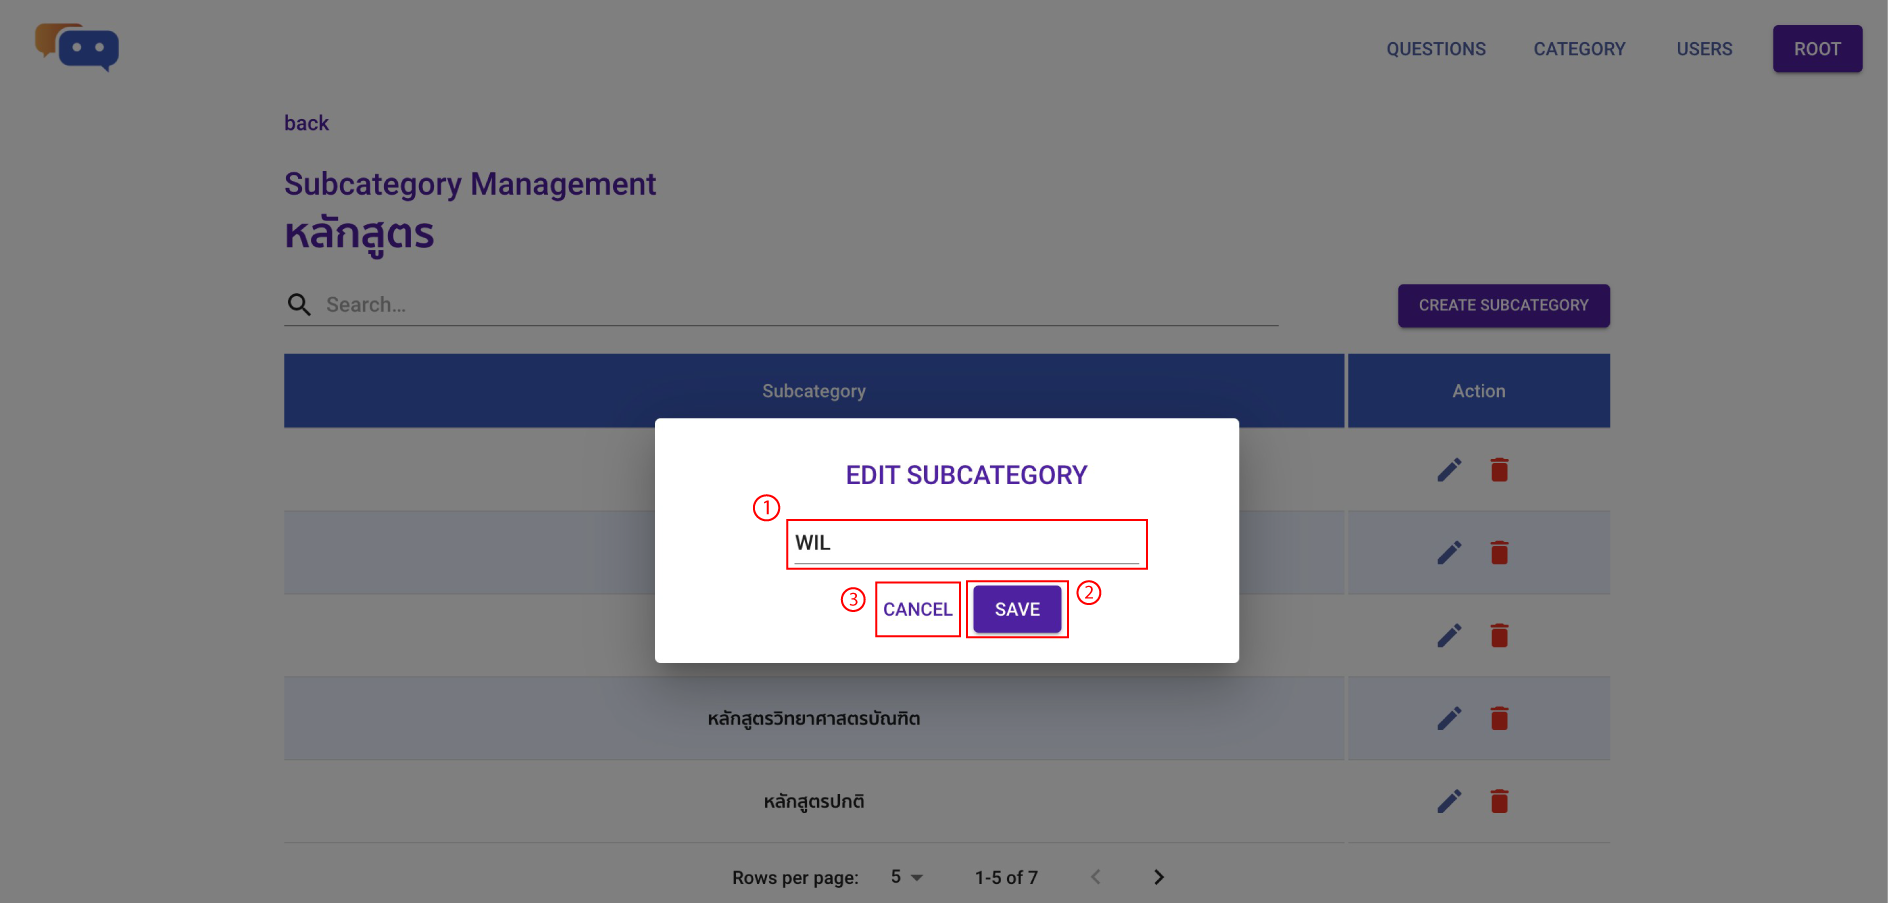 QUESTIONS CATEGORY USERS ROOT
back
Subcategory Management
หลักสูตร
Search...
CREATE SUBCATEGORY
Subcategory Action
EDIT SUBCATEGORY
1
WIL
3 CANCEL SAVE 2
หลักสูตรวิทยาศาสตรบัณฑิต
หลักสูตรปกติ
Rows per page: 5 1-5 of 7